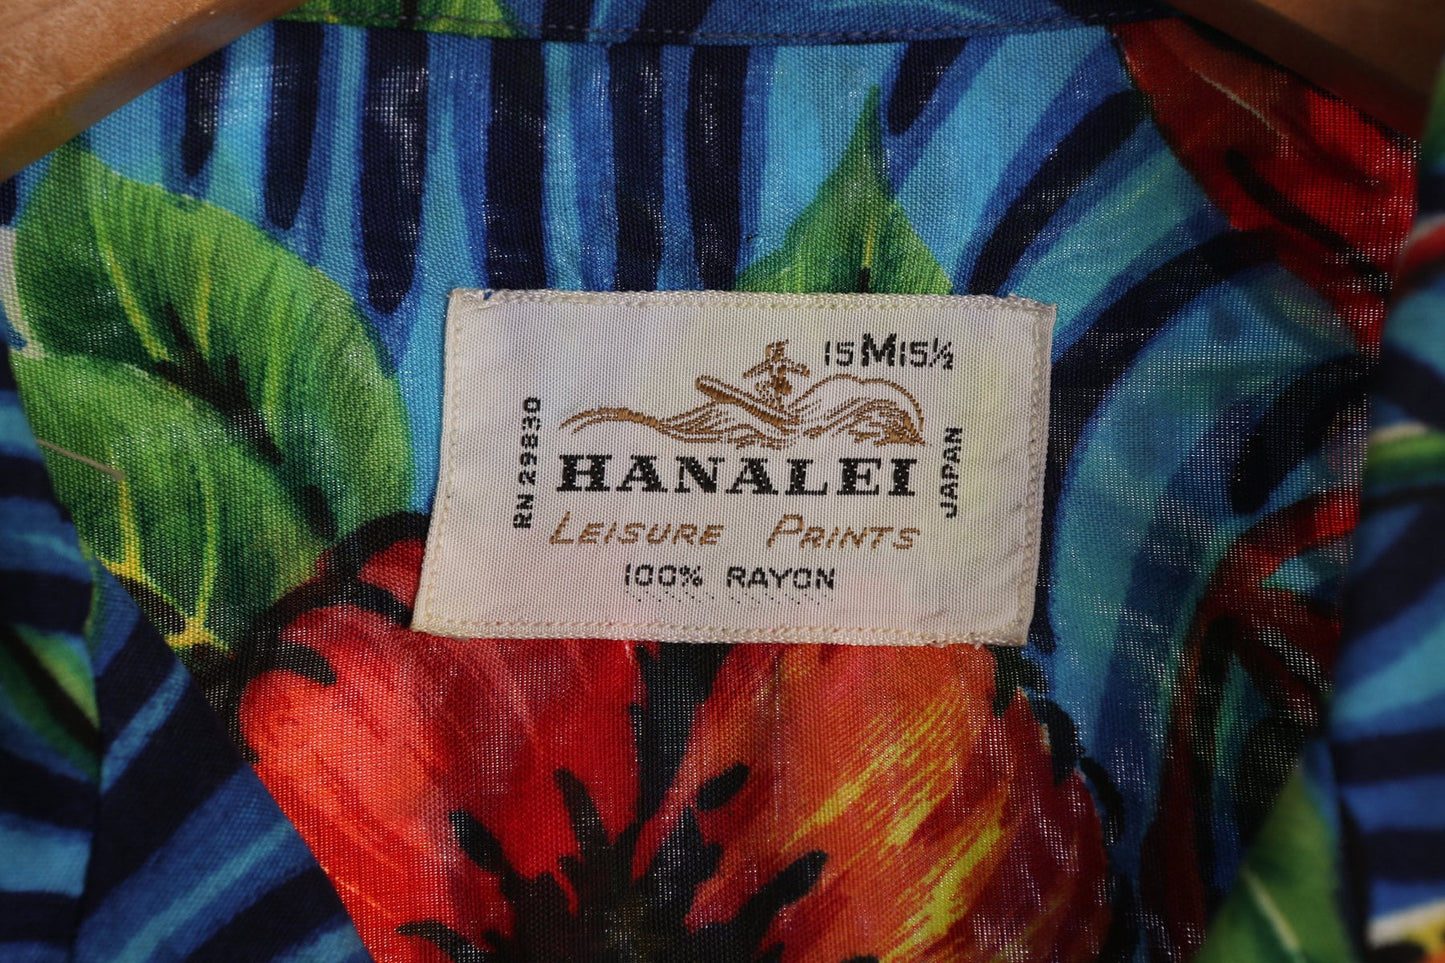 15 M 15½
RN 29830
HANALEI
JAPAN
LEISURE PRINTS
100% RAYON